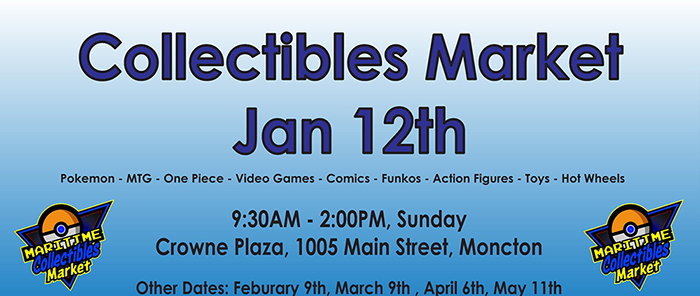 Collectibles Market
Jan 12th
Pokemon - MTG - One Piece - Video Games - Comics - Funkos - Action Figures - Toys - Hot Wheels
9:30AM - 2:00PM, Sunday
Crowne Plaza, 1005 Main Street, Moncton
Other Dates: Feburary 9th, March 9th , April 6th, May 11th
MARITIME
Collectibles
Market
MARITIME
Collectibles
Market